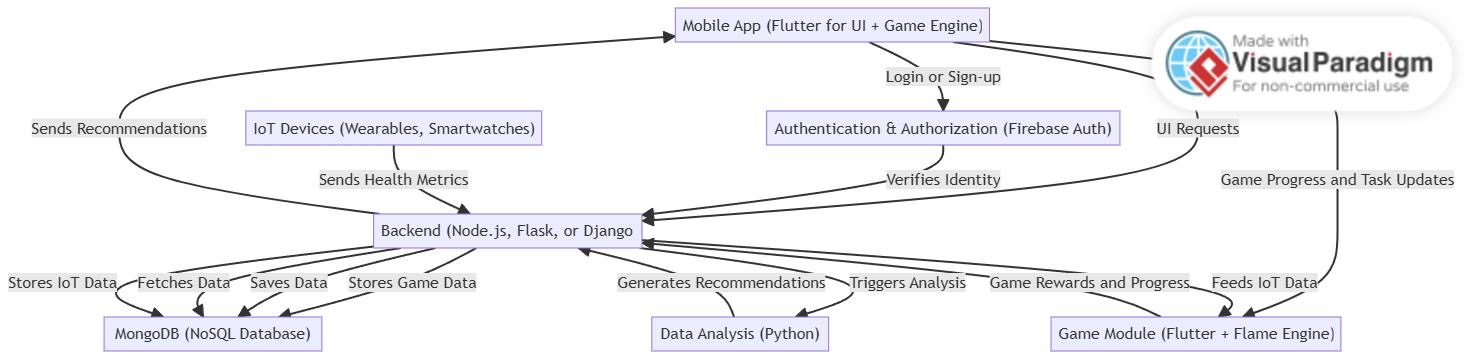 Mobile App (Flutter for UI + Game Engine)
Made with
Visual Paradigm
For non-commercial use
Login or Sign-up
Sends Recommendations
IoT Devices (Wearables, Smartwatches)
Authentication & Authorization (Firebase Auth)
UI Requests
Sends Health Metrics
Verifies Identity
Game Progress and Task Updates
Backend (Node.js, Flask, or Django
Stores IoT Data
Fetches Data
Saves Data
Stores Game Data
Generates Recommendations
Triggers Analysis
Game Rewards and Progress
Feeds IoT Data
MongoDB (NoSQL Database)
Data Analysis (Python)
Game Module (Flutter + Flame Engine)